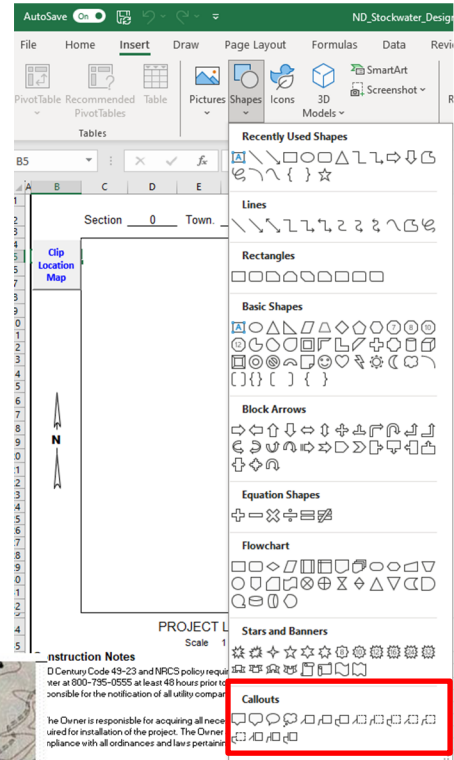 AutoSave On ND_Stockwater_Desig
File Home Insert Draw Page Layout Formulas Data Revi
PivotTable Recommended PivotTables Table Pictures Shapes Icons 3D Models SmartArt Screenshot
Tables
B5 fx
A B C D E
Section 0 Town.
Clip
Location
Map
N
PROJECT L
Scale 1
nstruction Notes
D Century Code 49-23 and NRCS policy requi
nter at 800-795-0555 at least 48 hours prior to
ponsible for the notification of all utility compar
he Owner is responsible for acquiring all nece
uired for installation of the project. The Owner
mpliance with all ordinances and laws pertainin
Recently Used Shapes
Lines
Rectangles
Basic Shapes
Block Arrows
Equation Shapes
Flowchart
Stars and Banners
Callouts